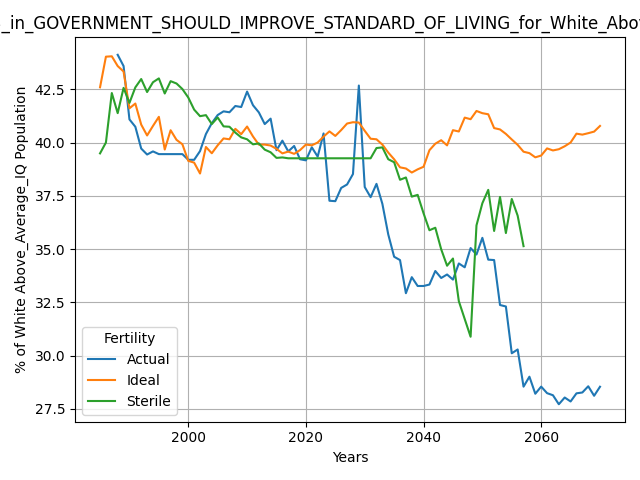 _in_GOVERNMENT_SHOULD_IMPROVE_STANDARD_OF_LIVING_for_White_Abo
% of White Above_Average_IQ Population
42.5
40.0
37.5
35.0
32.5
30.0
27.5
Fertility
Actual
Ideal
Sterile
2000
2020
2040
2060
Years